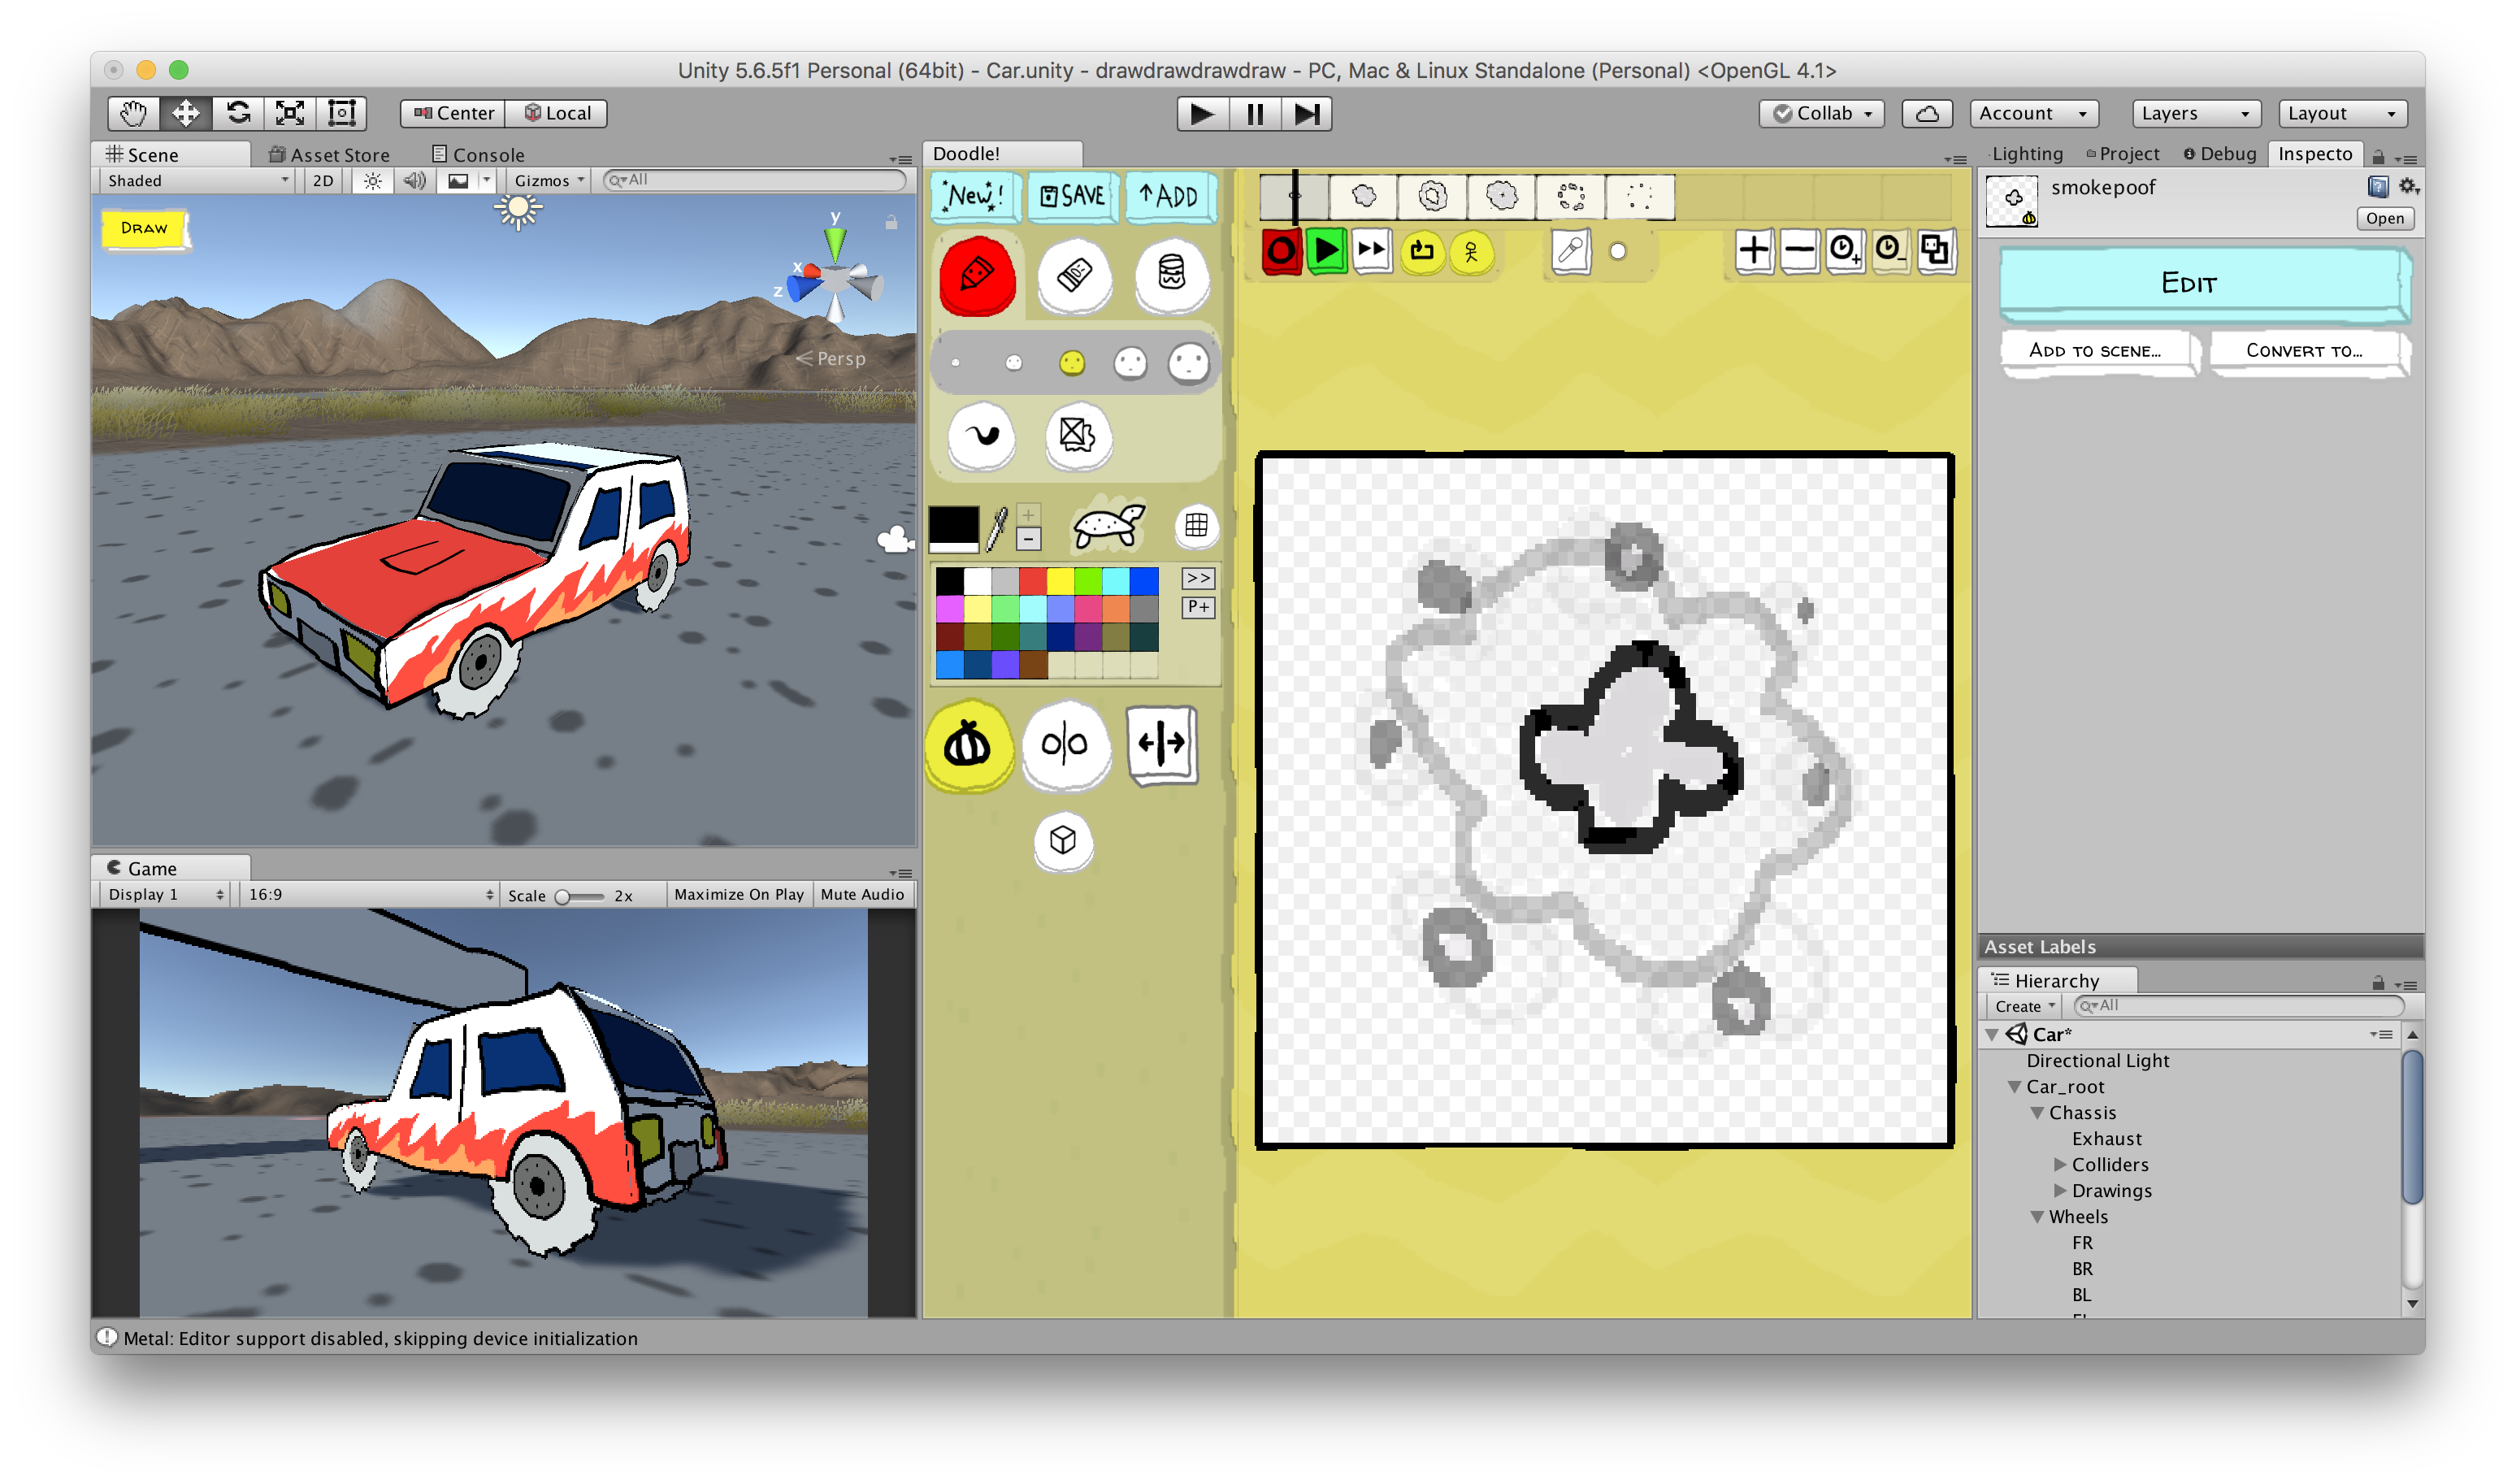 Unity 5.6.5f1 Personal (64bit) - Car.unity - drawdrawdrawdraw - PC, Mac & Linux Standalone (Personal) <OpenGL 4.1>
Center Local
Collab Account Layers Layout
Scene Asset Store Console
Shaded 2D Gizmos All
DRAW
y
x
z
Persp
Game
Display 1 16:9 Scale 2x Maximize On Play Mute Audio
Doodle!
New! SAVE ADD
+
-
>>
P+
Lighting Project Debug Inspecto
smokepoof
Open
EDIT
ADD TO SCENE... CONVERT TO...
Asset Labels
Hierarchy
Create All
Car*
Directional Light
Car_root
Chassis
Exhaust
Colliders
Drawings
Wheels
FR
BR
BL
Metal: Editor support disabled, skipping device initialization